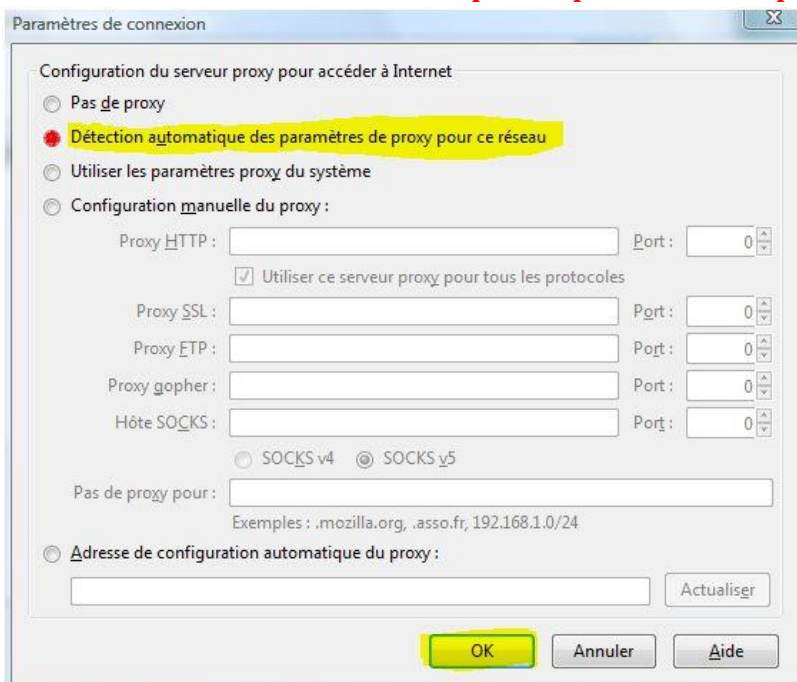 Paramètres de connexion
Configuration du serveur proxy pour accéder à Internet
Pas de proxy
Détection automatique des paramètres de proxy pour ce réseau
Utiliser les paramètres proxy du système
Configuration manuelle du proxy :
Proxy HTTP : Port : 0
Utiliser ce serveur proxy pour tous les protocoles
Proxy SSL : Port : 0
Proxy FTP : Port : 0
Proxy gopher : Port : 0
Hôte SOCKS : Port : 0
SOCKS v4 SOCKS v5
Pas de proxy pour :
Exemples : .mozilla.org, .asso.fr, 192.168.1.0/24
Adresse de configuration automatique du proxy :
Actualiser
OK Annuler Aide